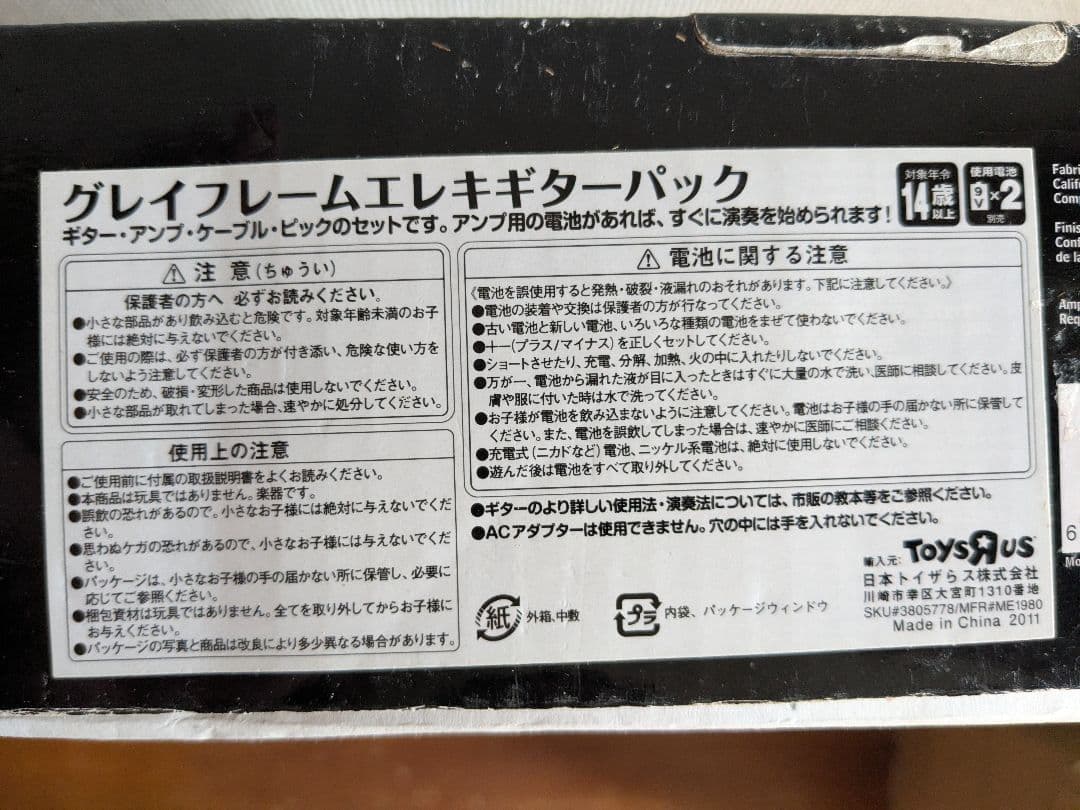 グレイフレームエレキギターパック
ギター・アンプ・ケーブル・ピックのセットです。アンプ用の電池があれば、すぐに演奏を始められます!
対象年令
14歳
以上
使用電池
9V×2
別売
注 意(ちゅうい)
保護者の方へ 必ずお読みください。
●小さな部品があり飲み込むと危険です。対象年齢未満のお子
様には絶対に与えないでください。
●ご使用の際は、必ず保護者の方が付き添い、危険な使い方を
しないよう注意してください。
●安全のため、破損・変形した商品は使用しないでください。
●小さな部品が取れてしまった場合、速やかに処分してください。
使用上の注意
●ご使用前に付属の取扱説明書をよくお読みください。
●本商品は玩具ではありません。楽器です。
●誤飲の恐れがあるので、小さなお子様には絶対に与えないでくだ
さい。
●思わぬケガの恐れがあるので、小さなお子様には与えないでくだ
さい。
●パッケージは、小さなお子様の手の届かない所に保管し、必要に
応じてご参照ください。
●梱包資材は玩具ではありません。全てを取り外してからお子様に
お与えください。
●パッケージの写真と商品は改良により多少異なる場合があります。
電池に関する注意
《電池を誤使用すると発熱・破裂・液漏れのおそれがあります。下記に注意してください。》
●電池の装着や交換は保護者の方が行なってください。
●古い電池と新しい電池、いろいろな種類の電池をまぜて使わないでください。
●+-(プラス/マイナス)を正しくセットしてください。
●ショートさせたり、充電、分解、加熱、火の中に入れたりしないでください。
●万が一、電池から漏れた液が目に入ったときはすぐに大量の水で洗い、医師に相談してください。皮
膚や服に付いた時は水で洗ってください。
●お子様が電池を飲み込まないように注意してください。電池はお子様の手の届かない所に保管して
ください。また、電池を誤飲してしまった場合は、速やかに医師にご相談ください。
●充電式(ニカドなど)電池、ニッケル系電池は、絶対に使用しないでください。
●遊んだ後は電池をすべて取り外してください。
●ギターのより詳しい使用法・演奏法については、市販の教本等をご参照ください。
●ACアダプターは使用できません。穴の中には手を入れないでください。
紙 外箱、中敷
プラ 内袋、パッケージウィンドウ
輸入元: TOYSЯUS
日本トイザらス株式会社
川崎市幸区大宮町1310番地
SKU#3805778/MFR#ME1980
Made in China 2011
Fabri
Calif
Com
Finis
Conf
de la
Amp
Req
6
Mo